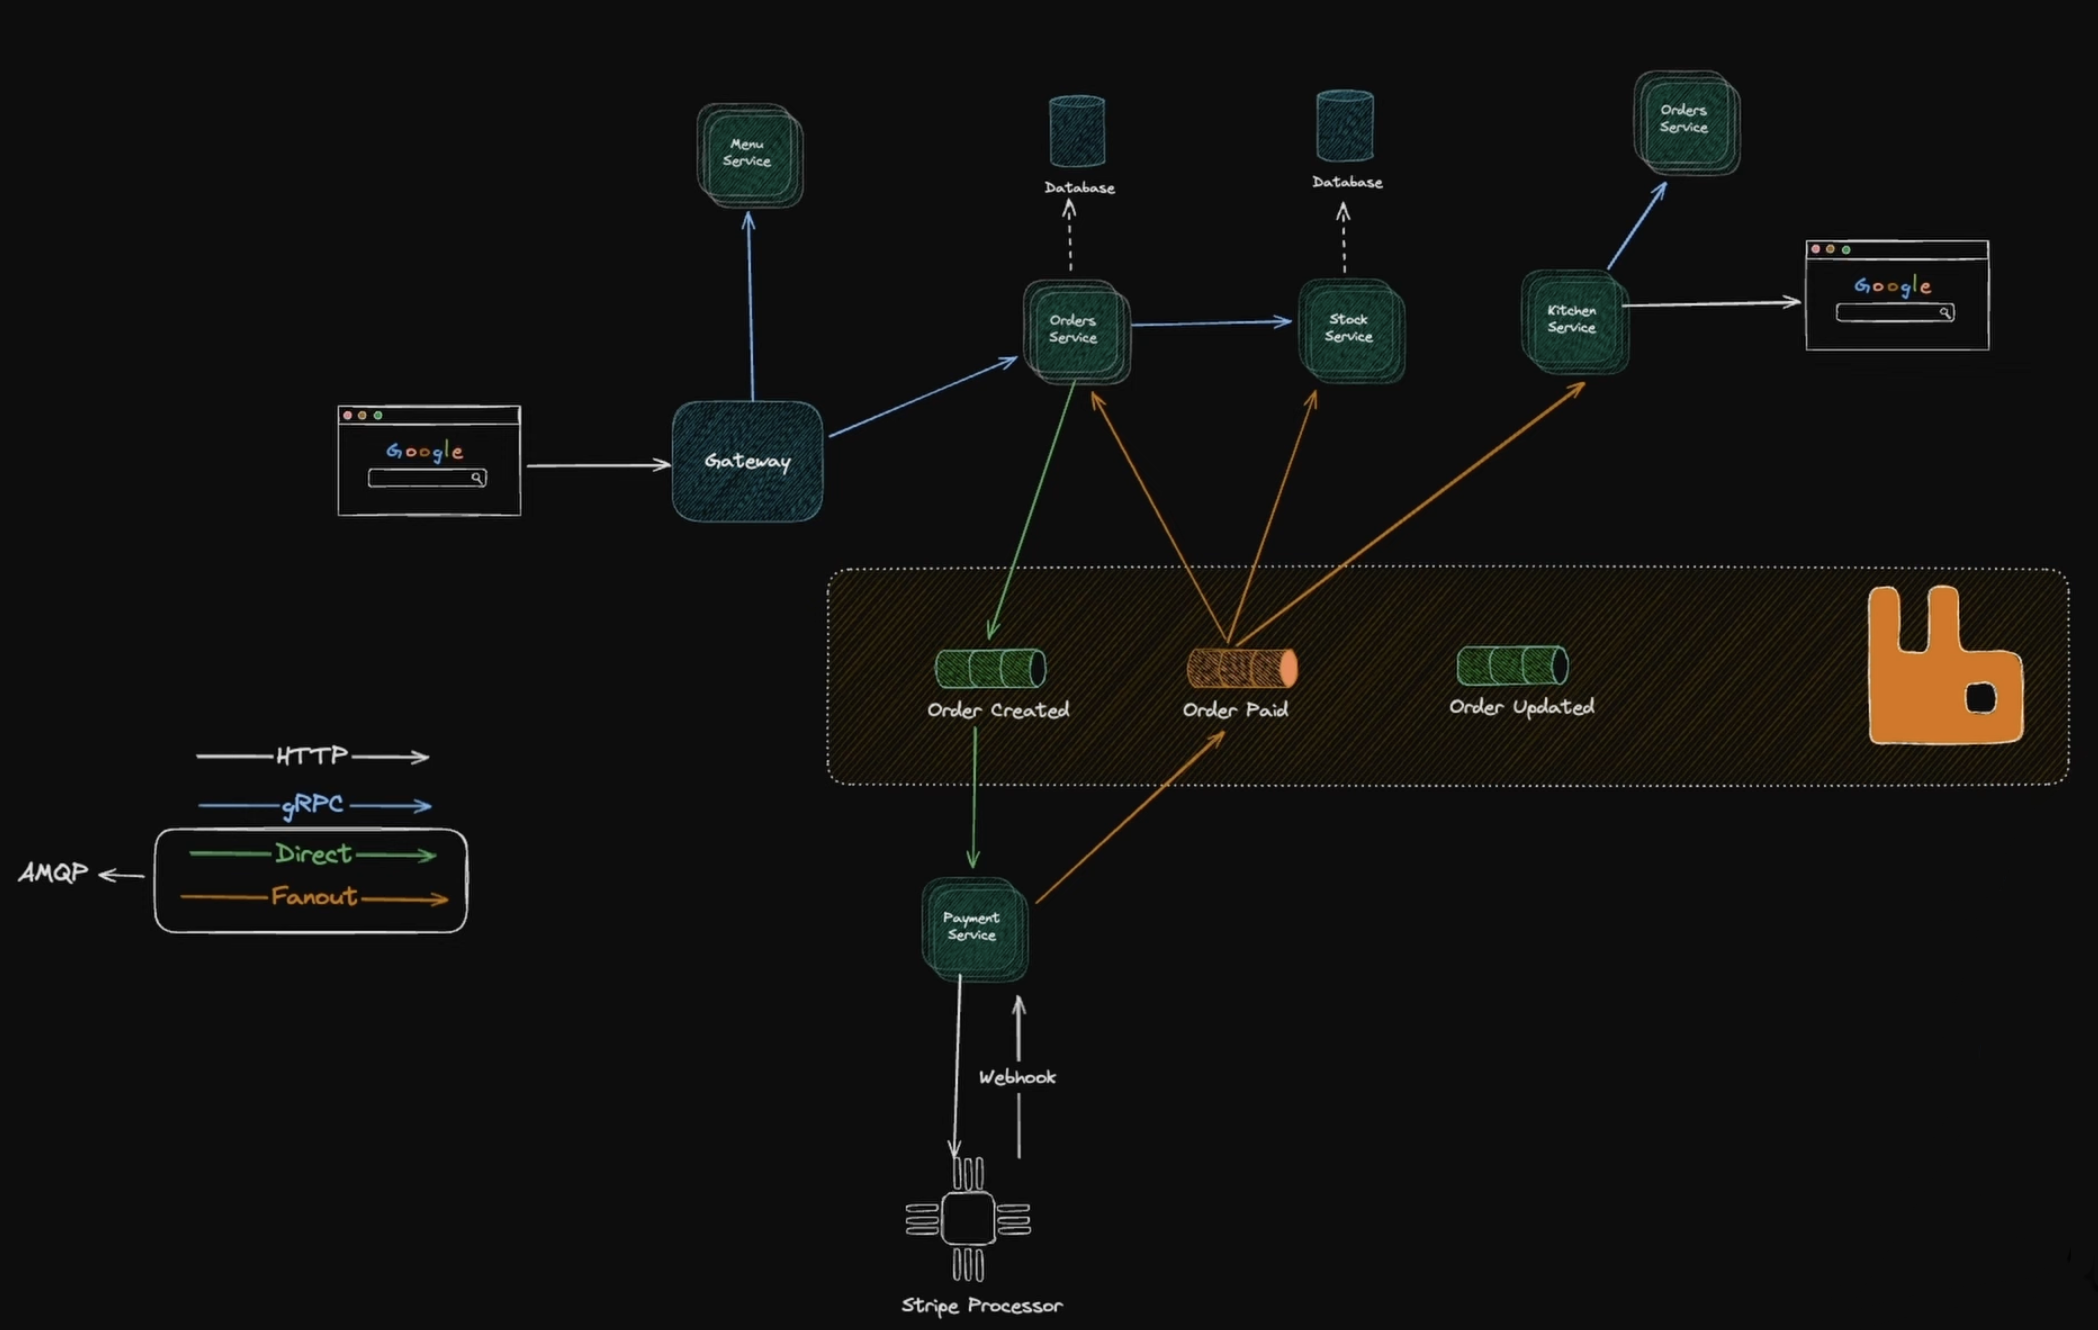 Orders
Service
Menu
Service
Database
Database
Google
Orders
Service
Stock
Service
Kitchen
Service
Google
Gateway
Order Created
Order Paid
Order Updated
HTTP
gRPC
Direct
AMQP
Fanout
Payment
Service
Webhook
Stripe Processor